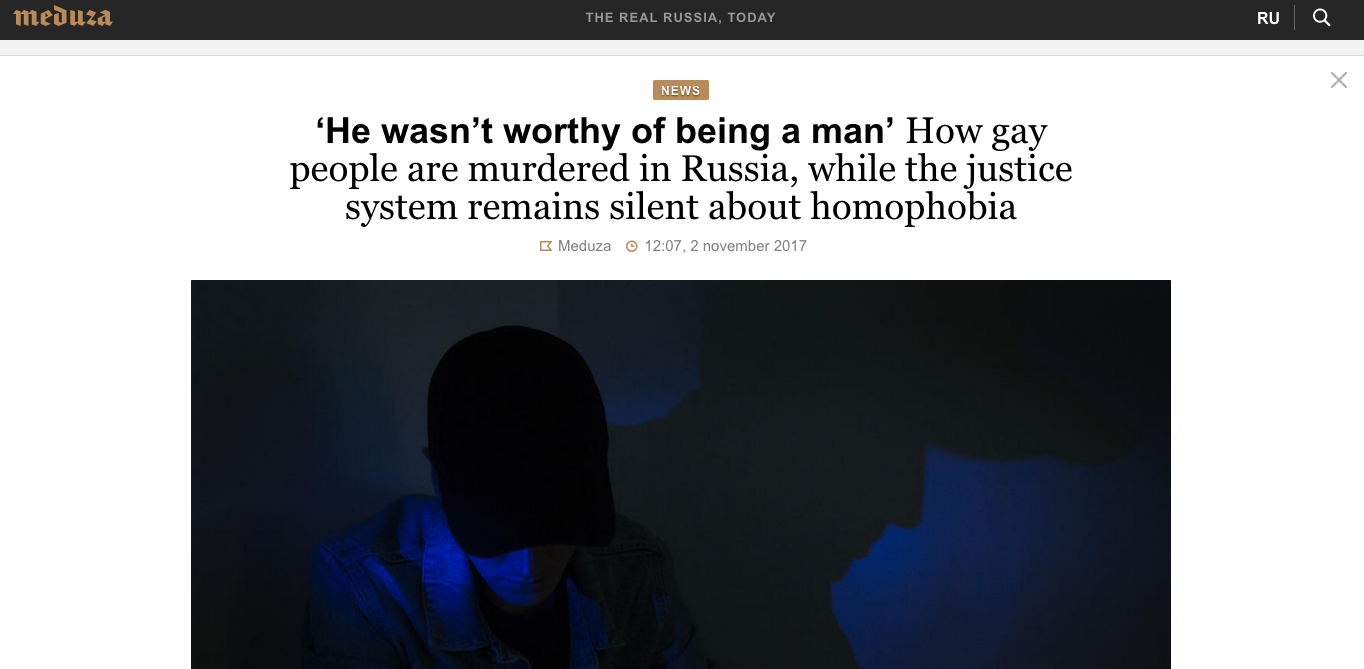 meduza
THE REAL RUSSIA, TODAY
RU
NEWS
‘He wasn’t worthy of being a man’ How gay
people are murdered in Russia, while the justice
system remains silent about homophobia
Meduza 12:07, 2 november 2017